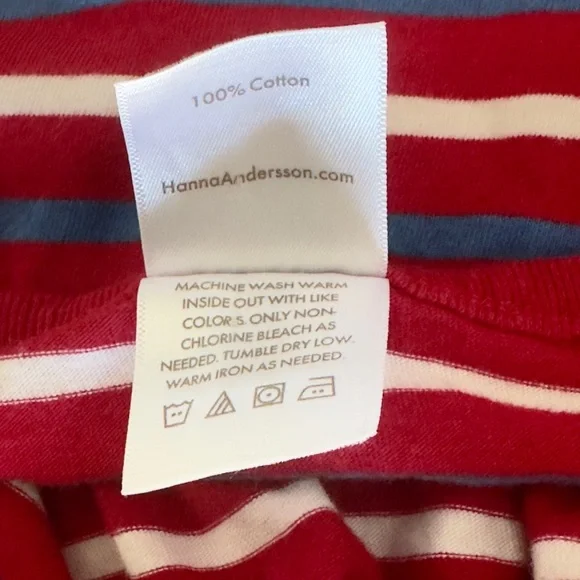 100% Cotton
HannaAndersson.com
MACHINE WASH WARM
INSIDE OUT WITH LIKE
COLORS. ONLY NON-
CHLORINE BLEACH AS
NEEDED. TUMBLE DRY LOW.
WARM IRON AS NEEDED.